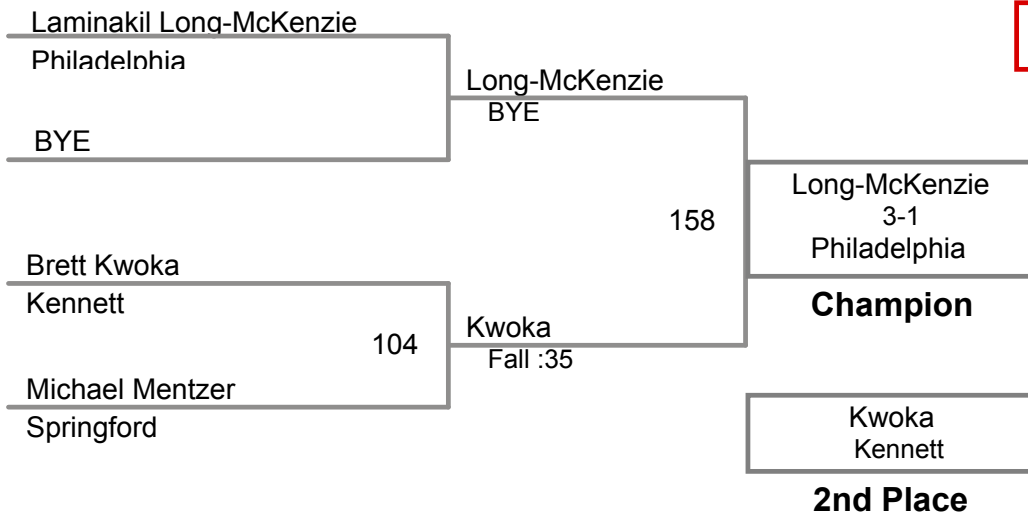 Laminakil Long-McKenzie
Philadelphia
Long-McKenzie
BYE
BYE
158
Long-McKenzie
3-1
Philadelphia
Champion
Brett Kwoka
Kennett
104
Kwoka
Fall :35
Michael Mentzer
Springford
Kwoka
Kennett
2nd Place